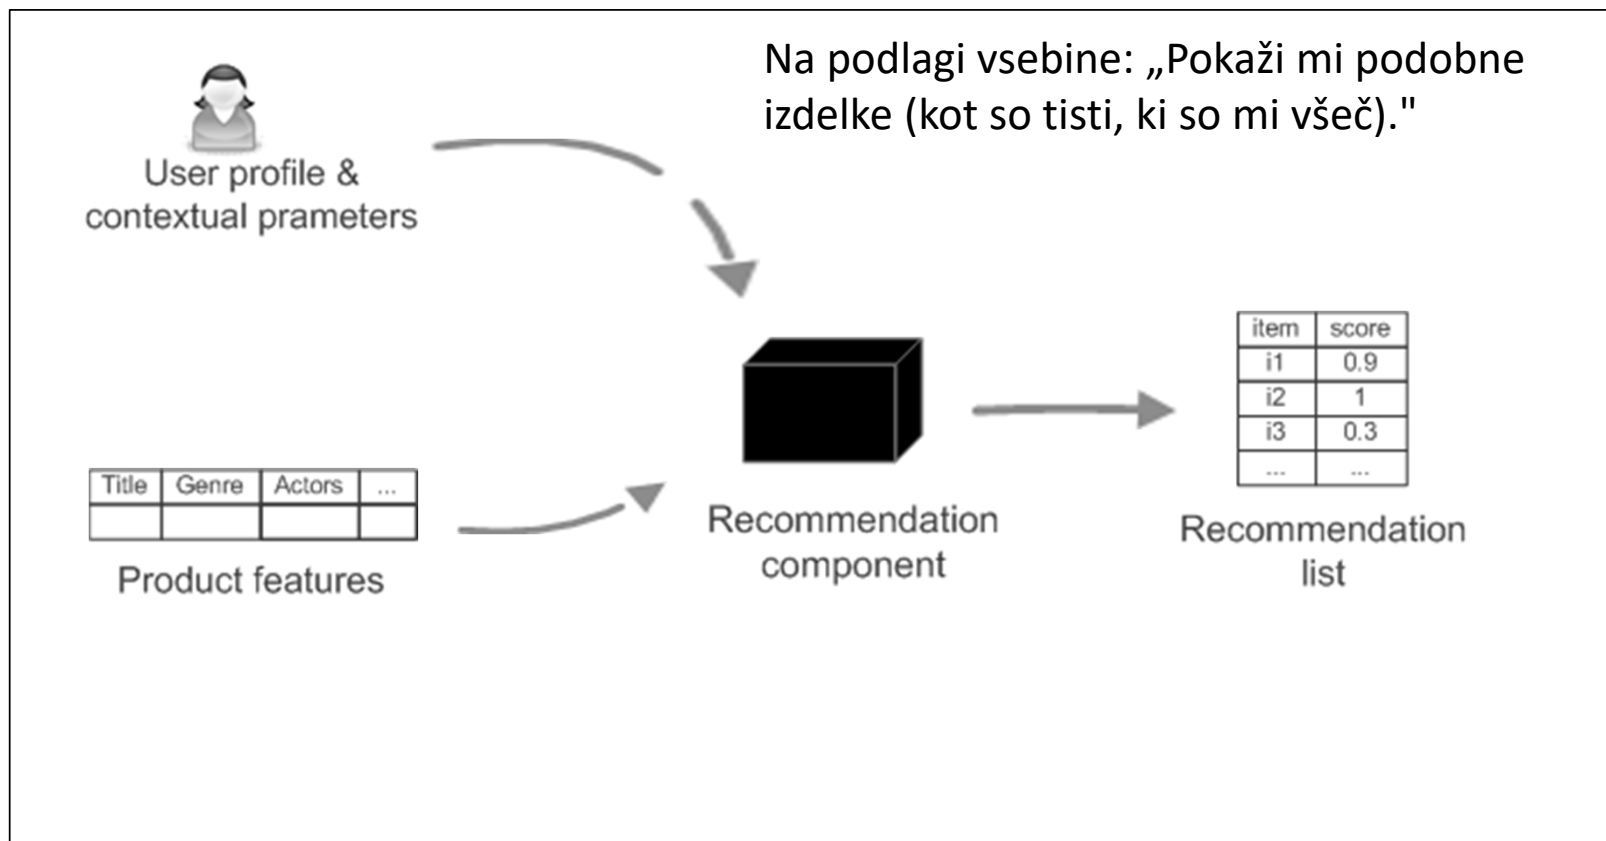 Na podlagi vsebine: „Pokaži mi podobne
izdelke (kot so tisti, ki so mi všeč)."
User profile &
contextual prameters
item score
i1 0.9
i2 1
i3 0.3
... ...
Title Genre Actors ...
Product features
Recommendation
component
Recommendation
list